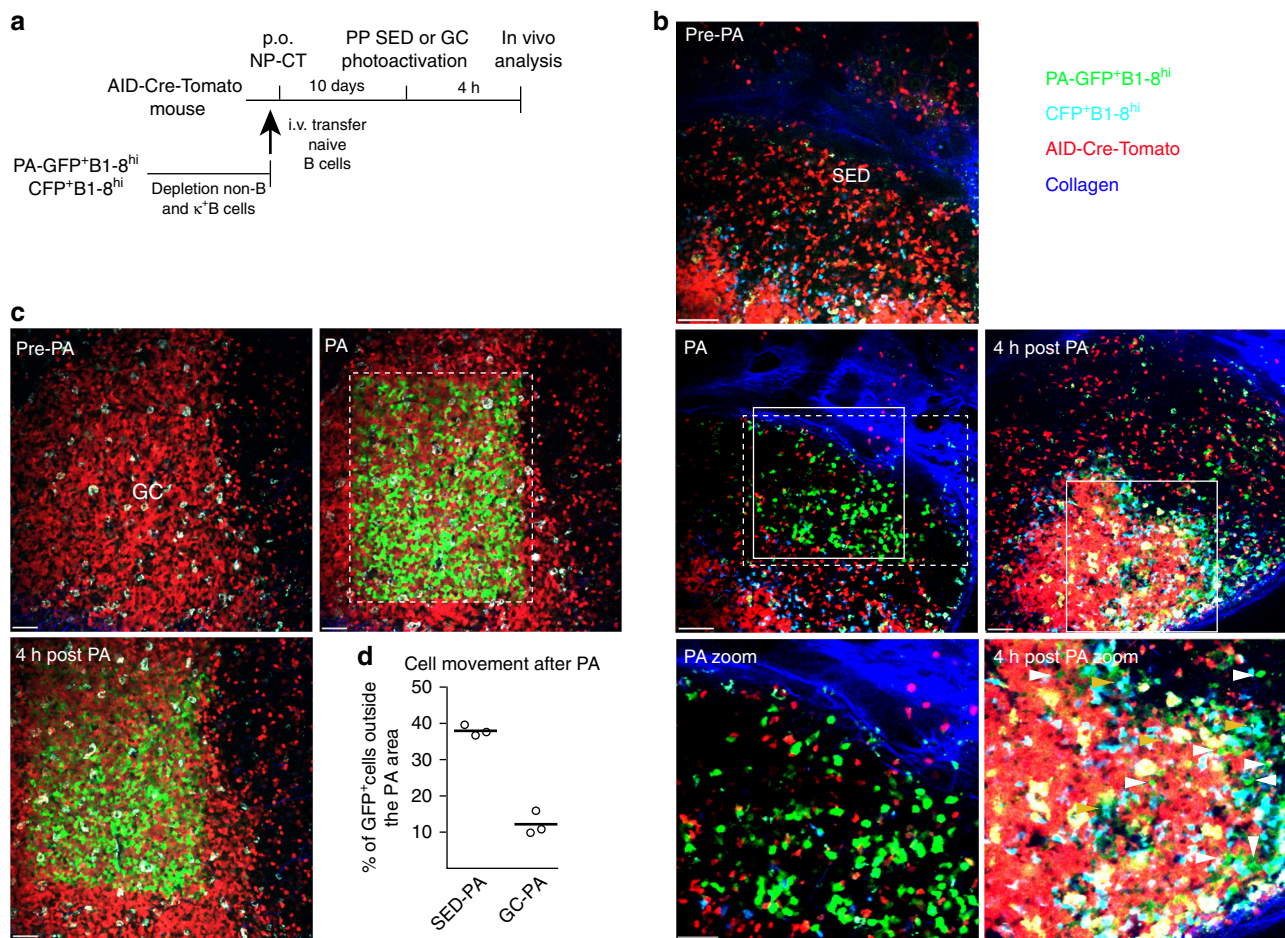 a
p.o.
NP-CT
PP SED or GC
photoactivation
In vivo
analysis
AID-Cre-Tomato
mouse
10 days
4 h
i.v. transfer
naive
B cells
PA-GFP⁺B1-8ʰⁱ
CFP⁺B1-8ʰⁱ
Depletion non-B
and κ⁺B cells
b
Pre-PA
SED
PA-GFP⁺B1-8ʰⁱ
CFP⁺B1-8ʰⁱ
AID-Cre-Tomato
Collagen
PA
4 h post PA
PA zoom
4 h post PA zoom
c
Pre-PA
GC
PA
4 h post PA
d
Cell movement after PA
% of GFP⁺cells outside
the PA area
50
40
30
20
10
SED-PA
GC-PA